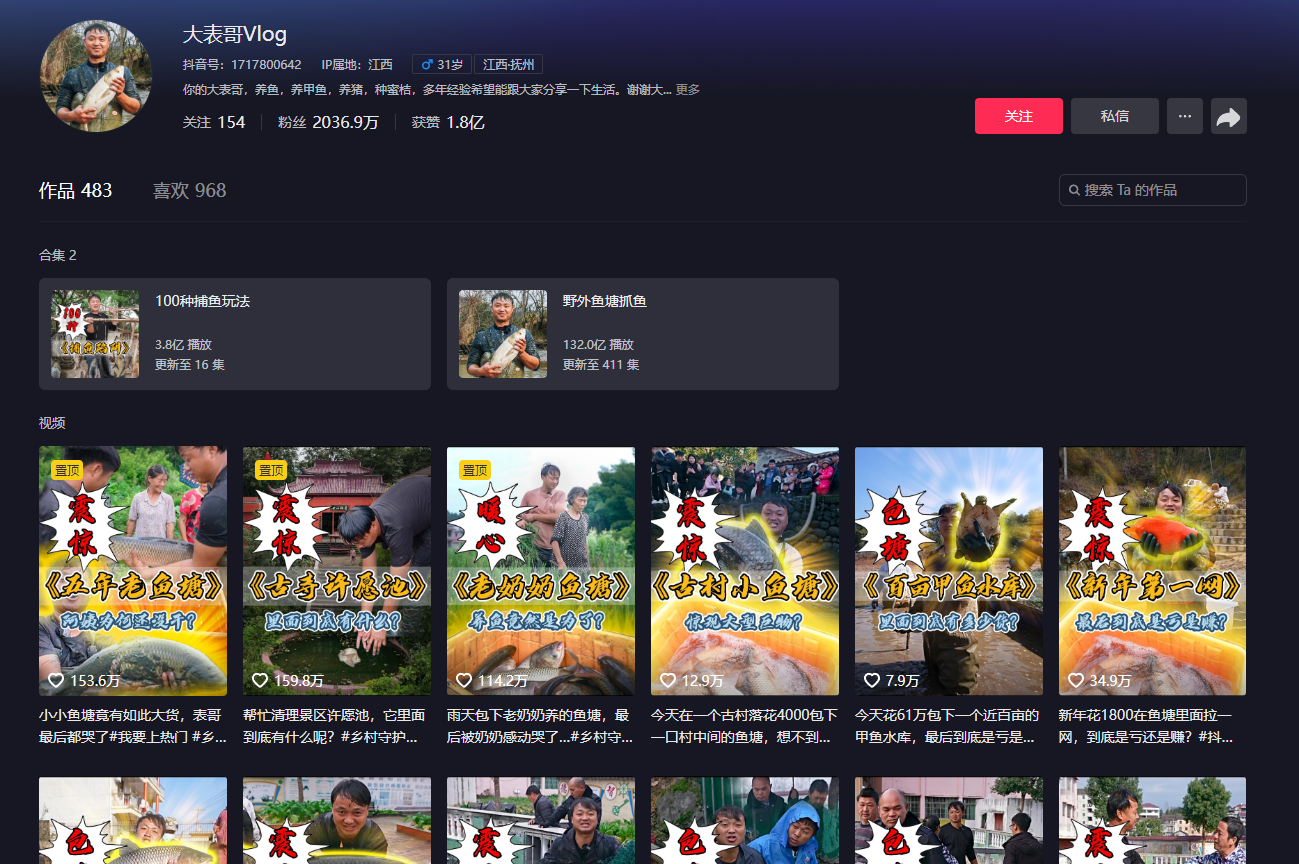 大表哥Vlog
抖音号：1717800642 IP属地：江西 ♂ 31岁 江西·抚州
你的大表哥，养鱼，养甲鱼，养猪，种蜜桔，多年经验希望能跟大家分享一下生活。谢谢大... 更多
关注 154 粉丝 2036.9万 获赞 1.8亿
关注 私信 ...
作品 483 喜欢 968
搜索 Ta 的作品
合集 2
100种捕鱼玩法
3.8亿 播放
更新至 16 集
100
种
野外鱼塘抓鱼
132.0亿 播放
更新至 411 集
视频
置顶
震惊
《五年老鱼塘》
阿姨为何还没干？
153.6万
小小鱼塘竟有如此大货，表哥
最后都哭了#我要上热门 #乡...
置顶
震惊
《古寺许愿池》
里面到底有什么？
159.8万
帮忙清理景区许愿池，它里面
到底有什么呢？#乡村守护...
置顶
暖心
《老奶奶鱼塘》
养鱼竟然是为了？
114.2万
雨天包下老奶奶养的鱼塘，最
后被奶奶感动哭了...#乡村守...
震惊
《古村小鱼塘》
惊现大型巨物？
12.9万
今天在一个古村落花4000包下
一口村中间的鱼塘，想不到...
包塘
《百亩甲鱼水库》
里面到底有多少货？
7.9万
今天花61万包下一个近百亩的
甲鱼水库，最后到底是亏是...
震惊
《新年第一网》
最后到底是亏是赚？
34.9万
新年花1800在鱼塘里面拉一
网，到底是亏还是赚？#抖...
包
震
震
包
包
震